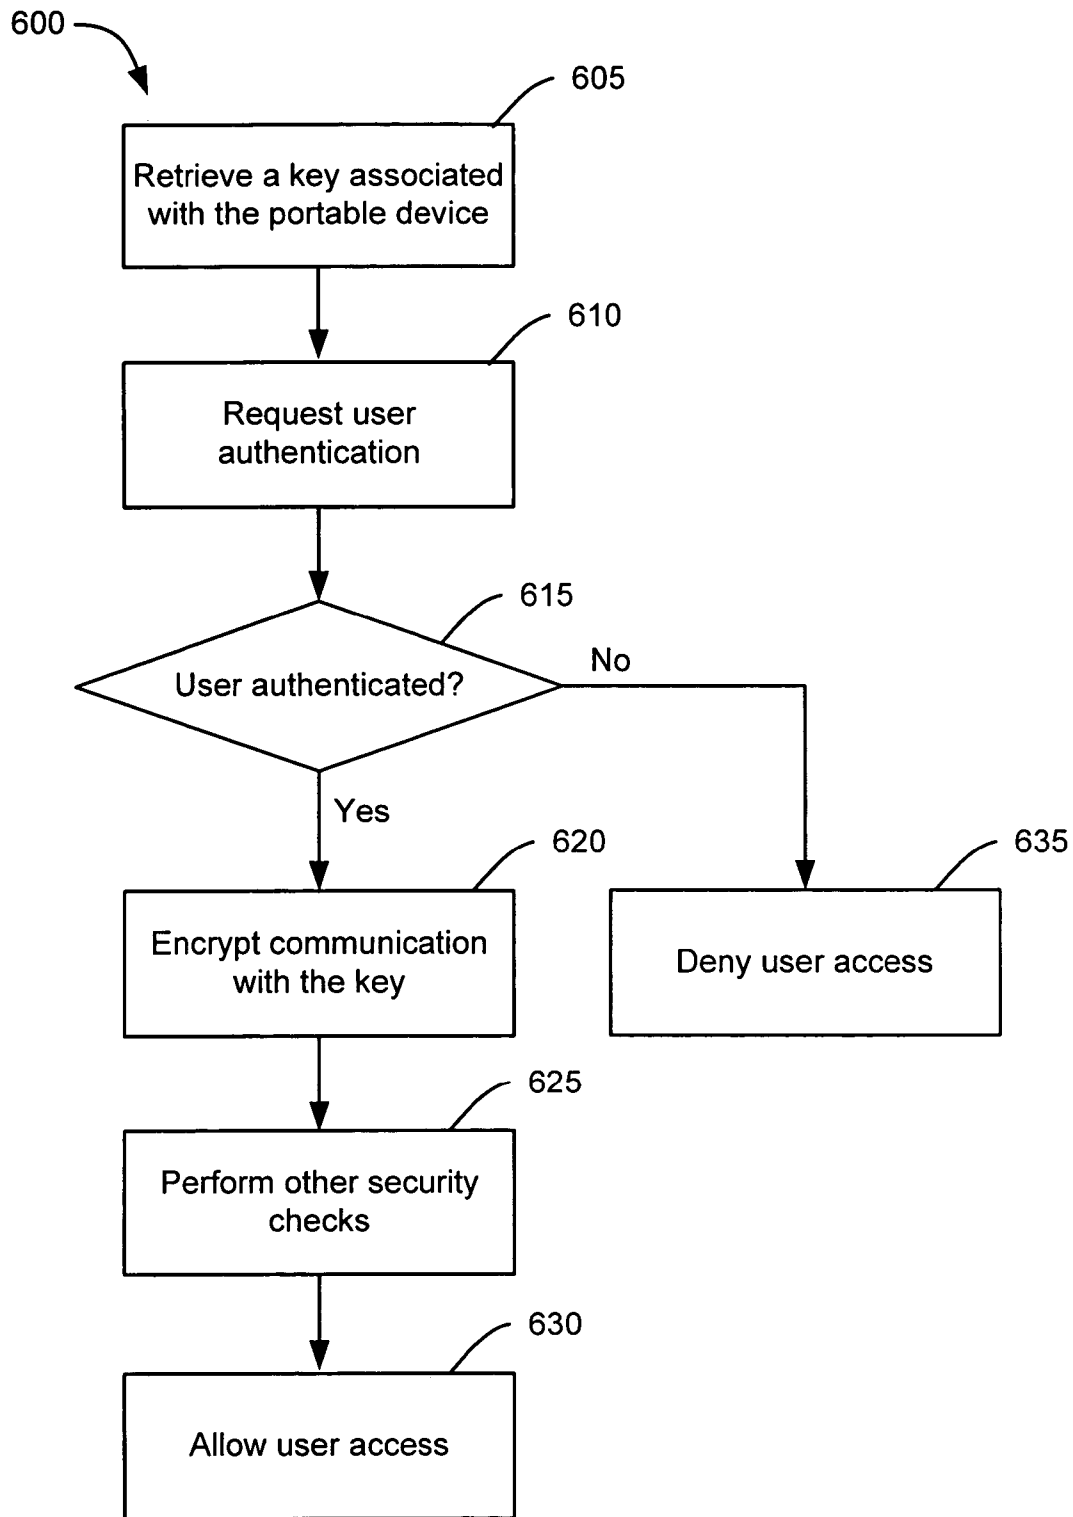 600
605
Retrieve a key associated
with the portable device
610
Request user
authentication
615
User authenticated?
No
Yes
620
Encrypt communication
with the key
635
Deny user access
625
Perform other security
checks
630
Allow user access